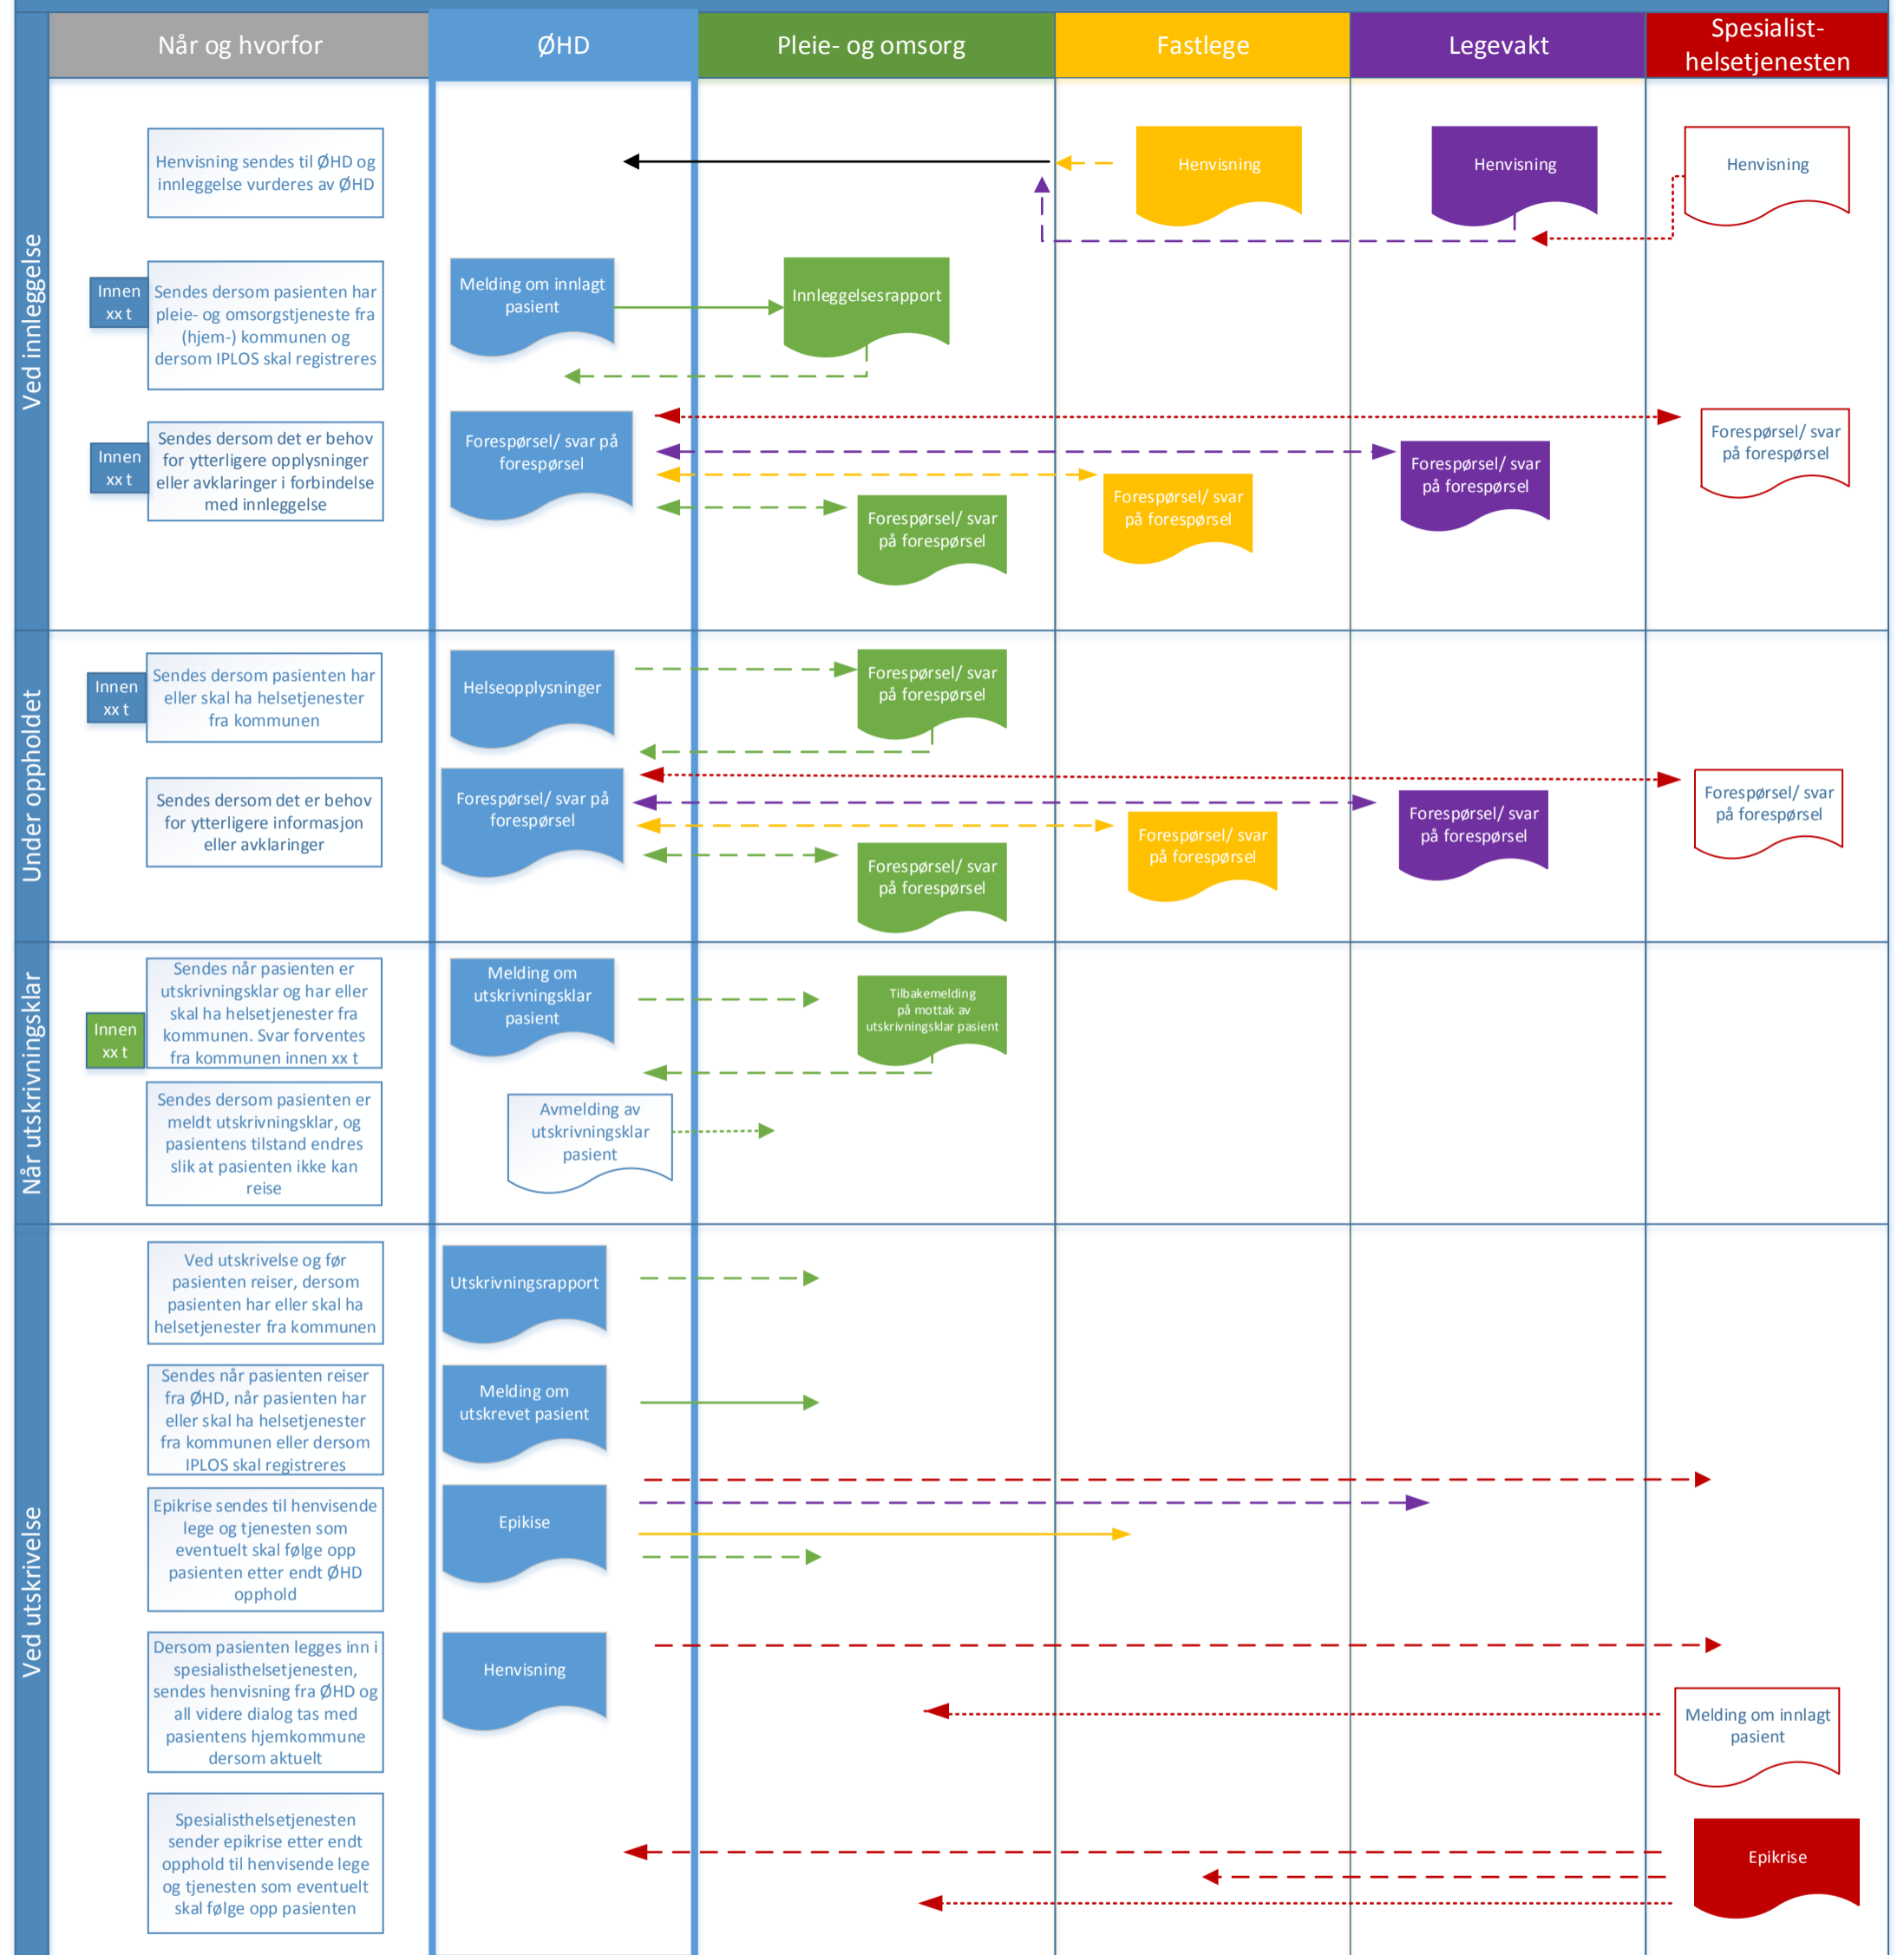 Når og hvorfor
ØHD
Pleie- og omsorg
Fastlege
Legevakt
Spesialist-
helsetjenesten
Ved innleggelse
Henvisning sendes til ØHD og
innleggelse vurderes av ØHD
Henvisning
Henvisning
Henvisning
Innen
xx t
Sendes dersom pasienten har
pleie- og omsorgstjeneste fra
(hjem-) kommunen og
dersom IPLOS skal registreres
Melding om innlagt
pasient
Innleggelsesrapport
Innen
xx t
Sendes dersom det er behov
for ytterligere opplysninger
eller avklaringer i forbindelse
med innleggelse
Forespørsel/ svar på
forespørsel
Forespørsel/ svar
på forespørsel
Forespørsel/ svar
på forespørsel
Forespørsel/ svar
på forespørsel
Forespørsel/ svar
på forespørsel
Under oppholdet
Innen
xx t
Sendes dersom pasienten har
eller skal ha helsetjenester
fra kommunen
Helseopplysninger
Forespørsel/ svar
på forespørsel
Sendes dersom det er behov
for ytterligere informasjon
eller avklaringer
Forespørsel/ svar på
forespørsel
Forespørsel/ svar
på forespørsel
Forespørsel/ svar
på forespørsel
Forespørsel/ svar
på forespørsel
Forespørsel/ svar
på forespørsel
Når utskrivningsklar
Innen
xx t
Sendes når pasienten er
utskrivningsklar og har eller
skal ha helsetjenester fra
kommunen. Svar forventes
fra kommunen innen xx t
Melding om
utskrivningsklar
pasient
Tilbakemelding
på mottak av
utskrivningsklar pasient
Sendes dersom pasienten er
meldt utskrivningsklar, og
pasientens tilstand endres
slik at pasienten ikke kan
reise
Avmelding av
utskrivningsklar
pasient
Ved utskrivelse
Ved utskrivelse og før
pasienten reiser, dersom
pasienten har eller skal ha
helsetjenester fra kommunen
Utskrivningsrapport
Sendes når pasienten reiser
fra ØHD, når pasienten har
eller skal ha helsetjenester
fra kommunen eller dersom
IPLOS skal registreres
Melding om
utskrevet pasient
Epikrise sendes til henvisende
lege og tjenesten som
eventuelt skal følge opp
pasienten etter endt ØHD
opphold
Epikise
Dersom pasienten legges inn i
spesialisthelsetjenesten,
sendes henvisning fra ØHD og
all videre dialog tas med
pasientens hjemkommune
dersom aktuelt
Henvisning
Melding om innlagt
pasient
Spesialisthelsetjenesten
sender epikrise etter endt
opphold til henvisende lege
og tjenesten som eventuelt
skal følge opp pasienten
Epikrise